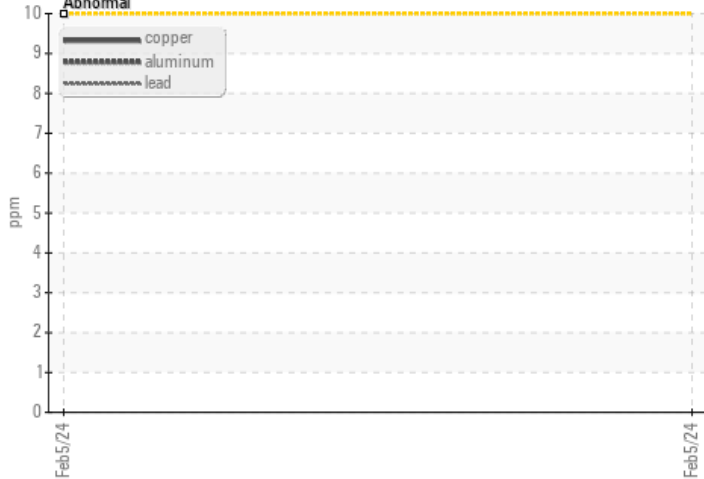 Abnormal
10
copper
9
aluminum
lead
8
7
6
ppm
5
4
3
2
1
0
Feb5/24
Feb5/24